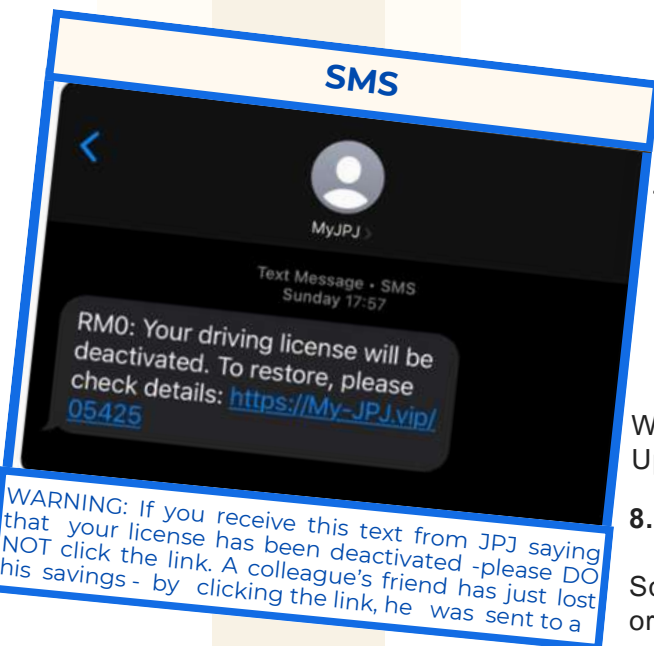 SMS
MyJPJ
Text Message • SMS
Sunday 17:57
RM0: Your driving license will be
deactivated. To restore, please
check details: https://My-JPJ.vip/
05425
WARNING: If you receive this text from JPJ saying
that your license has been deactivated -please DO
NOT click the link. A colleague’s friend has just lost
his savings - by clicking the link, he was sent to a
8.